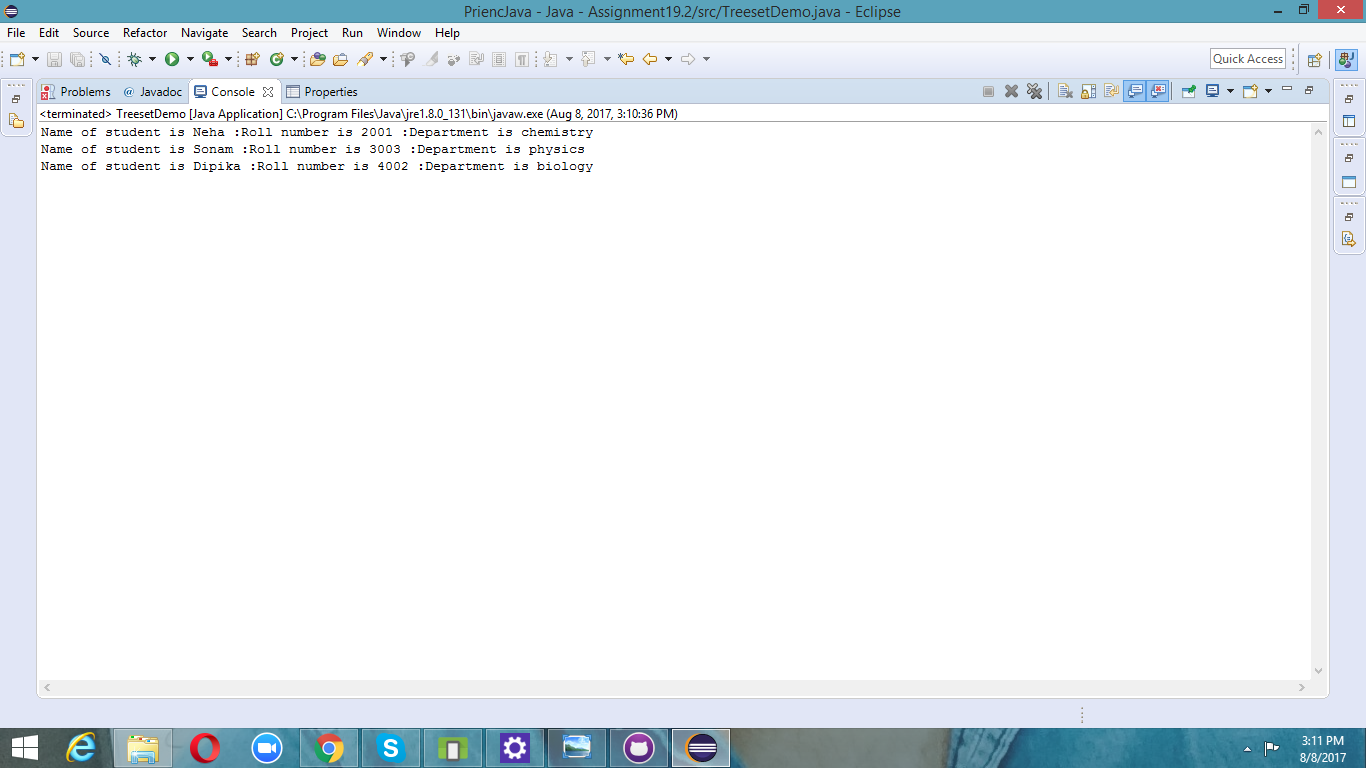 PriencJava - Java - Assignment19.2/src/TreesetDemo.java - Eclipse
File Edit Source Refactor Navigate Search Project Run Window Help
Quick Access
Problems @ Javadoc Console Properties
<terminated> TreesetDemo [Java Application] C:\Program Files\Java\jre1.8.0_131\bin\javaw.exe (Aug 8, 2017, 3:10:36 PM)
Name of student is Neha :Roll number is 2001 :Department is chemistry
Name of student is Sonam :Roll number is 3003 :Department is physics
Name of student is Dipika :Roll number is 4002 :Department is biology
3:11 PM
8/8/2017